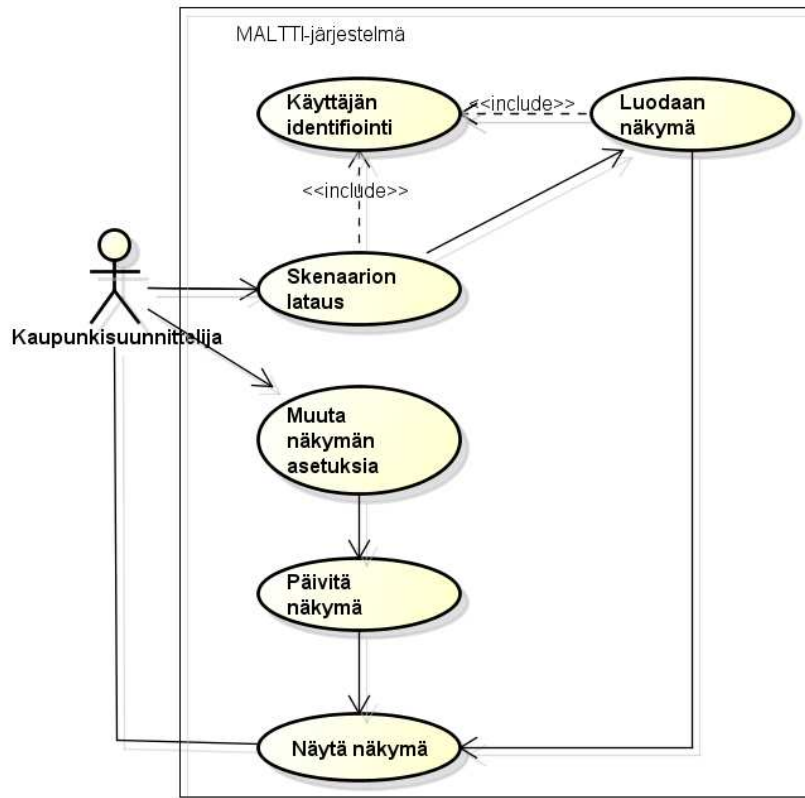 MALTTI-järjestelmä
Käyttäjän
identifiointi
<<include>>
Luodaan
näkymä
<<include>>
Skenaarion
lataus
Kaupunkisuunnittelija
Muuta
näkymän
asetuksia
Päivitä
näkymä
Näytä näkymä